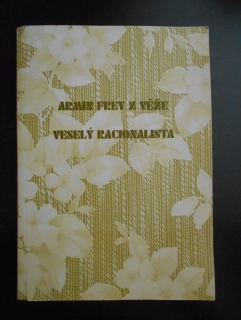 ARMIN FREY Z VĚŽE
VESELÝ RACIONALISTA